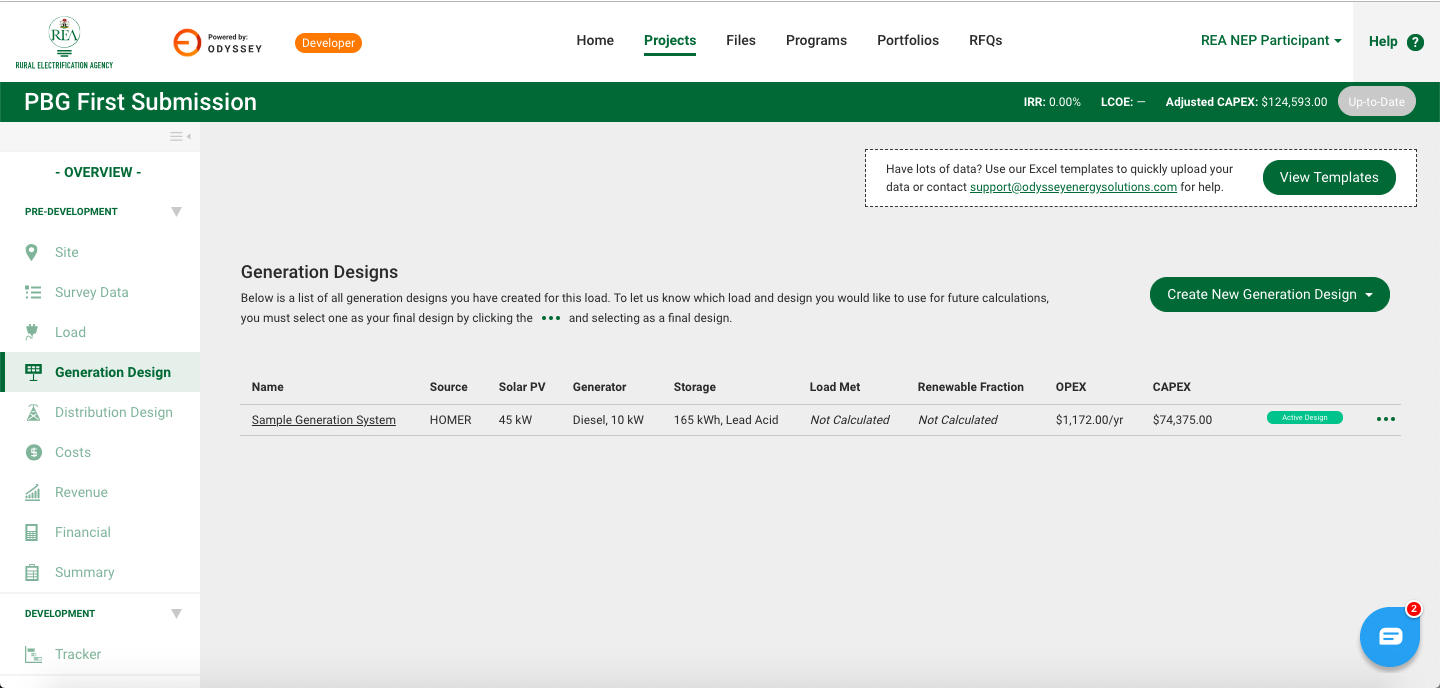 REA
RURAL ELECTRIFICATION AGENCY
Powered by:
ODYSSEY
Developer
Home Projects Files Programs Portfolios RFQs
REA NEP Participant
Help ?
PBG First Submission
IRR: 0.00% LCOE: — Adjusted CAPEX: $124,593.00 Up-to-Date
- OVERVIEW -
PRE-DEVELOPMENT
Site
Survey Data
Load
Generation Design
Distribution Design
Costs
Revenue
Financial
Summary
DEVELOPMENT
Tracker
Have lots of data? Use our Excel templates to quickly upload your
data or contact support@odysseyenergysolutions.com for help.
View Templates
Generation Designs
Below is a list of all generation designs you have created for this load. To let us know which load and design you would like to use for future calculations,
you must select one as your final design by clicking the ••• and selecting as a final design.
Create New Generation Design
Name Source Solar PV Generator Storage Load Met Renewable Fraction OPEX CAPEX
Sample Generation System HOMER 45 kW Diesel, 10 kW 165 kWh, Lead Acid Not Calculated Not Calculated $1,172.00/yr $74,375.00 Active Design •••
2